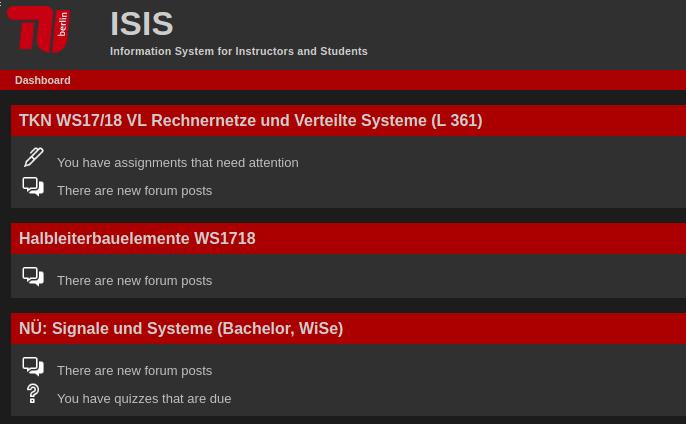 berlin
ISIS
Information System for Instructors and Students
Dashboard
TKN WS17/18 VL Rechnernetze und Verteilte Systeme (L 361)
You have assignments that need attention
There are new forum posts
Halbleiterbauelemente WS1718
There are new forum posts
NÜ: Signale und Systeme (Bachelor, WiSe)
There are new forum posts
You have quizzes that are due